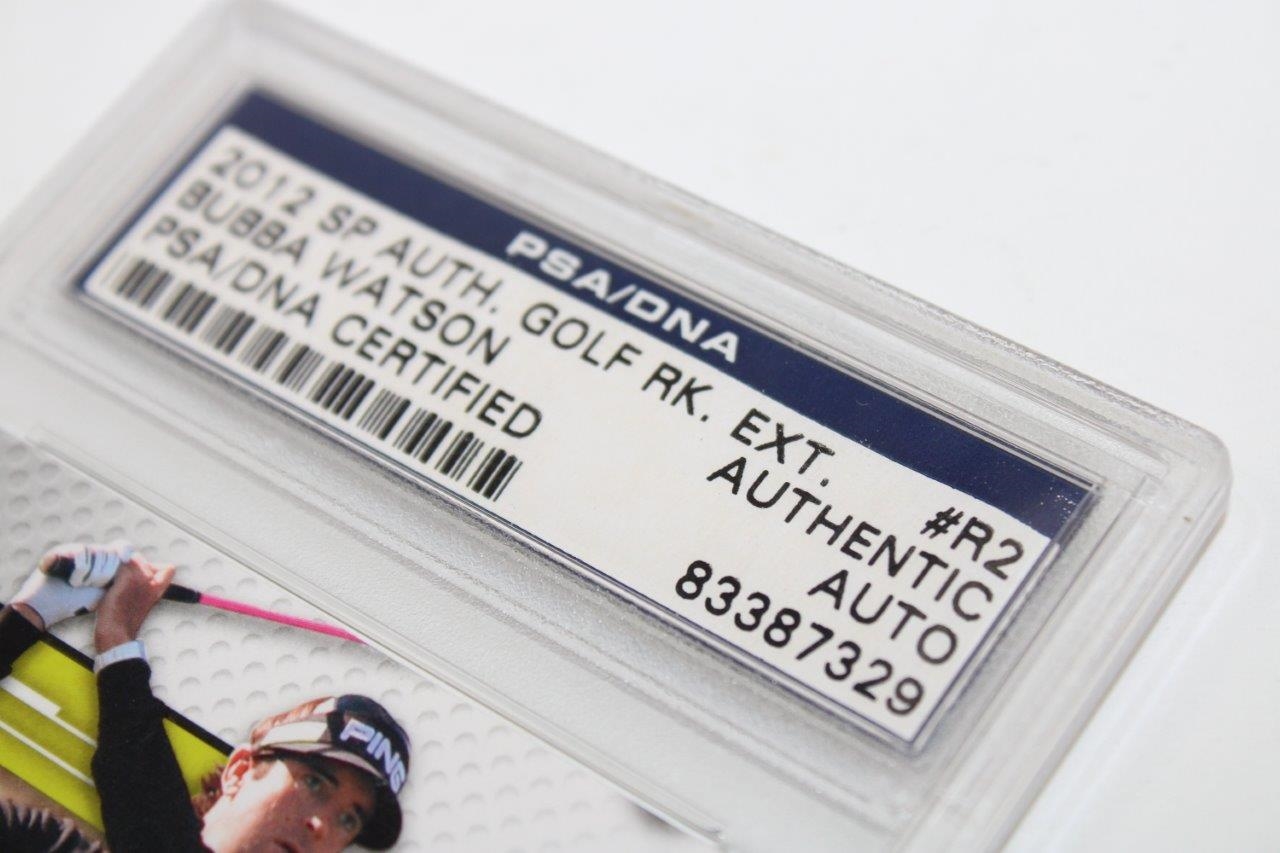 PSA/DNA
2012 SP AUTH. GOLF RK. EXT. #R2
BUBBA WATSON AUTHENTIC
PSA/DNA CERTIFIED AUTO
83387329
PING